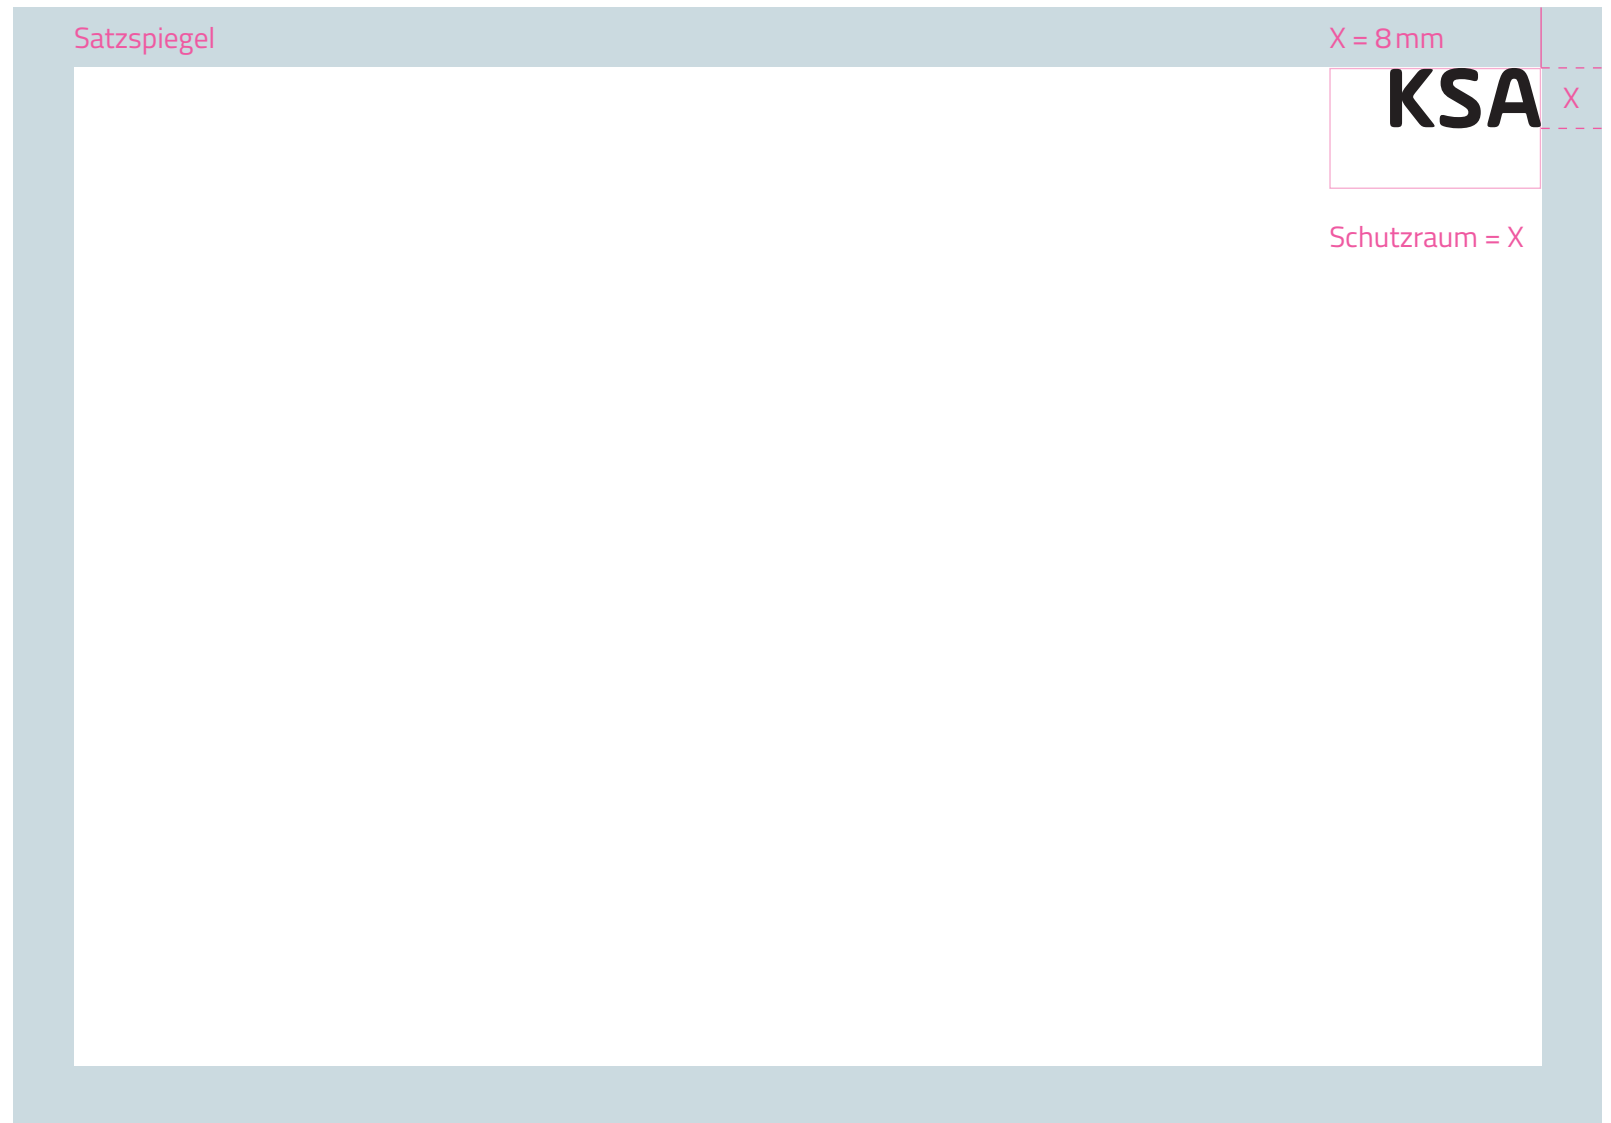 Satzspiegel
X = 8 mm
KSA
X
Schutzraum = X